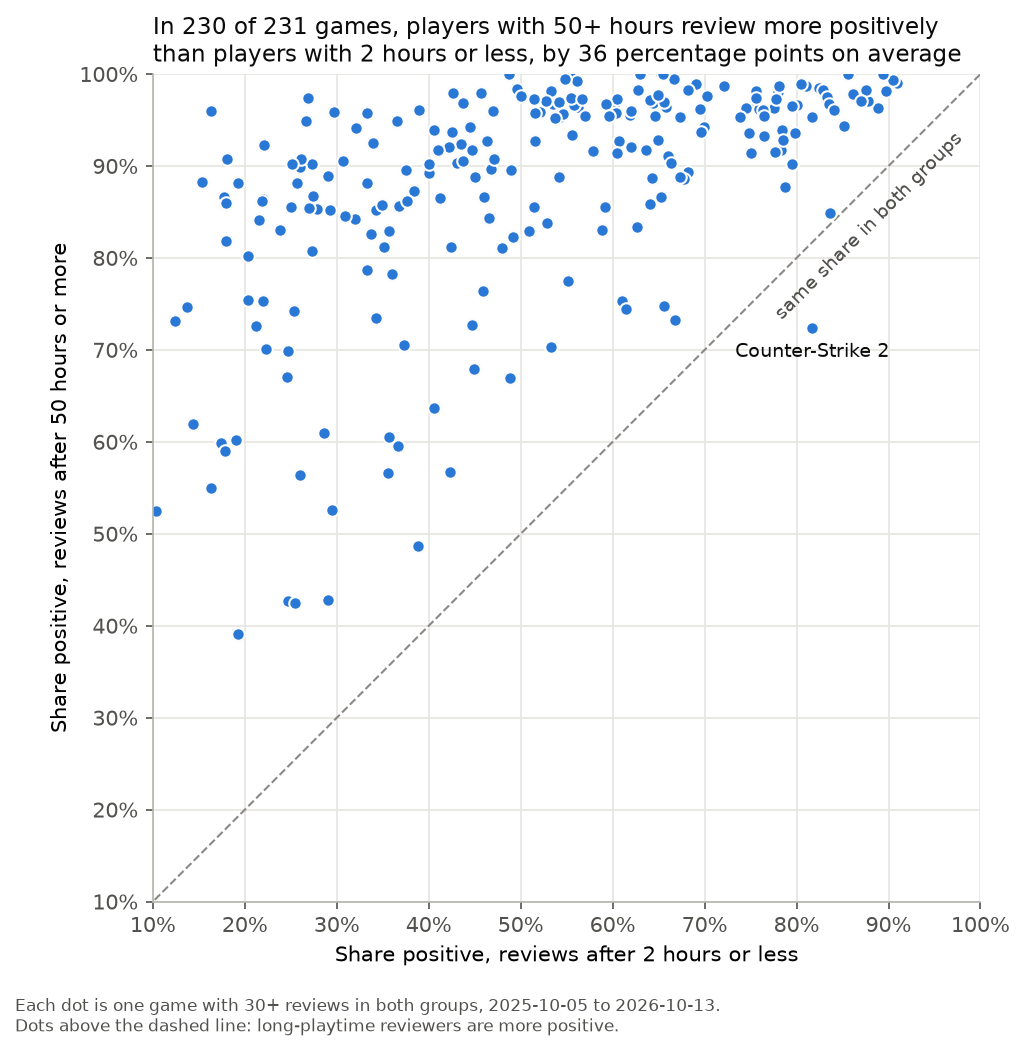 In 230 of 231 games, players with 50+ hours review more positively
than players with 2 hours or less, by 36 percentage points on average
Share positive, reviews after 50 hours or more
100%
90%
80%
70%
60%
50%
40%
30%
20%
10%
same share in both groups
Counter-Strike 2
10%
20%
30%
40%
50%
60%
70%
80%
90%
100%
Share positive, reviews after 2 hours or less
Each dot is one game with 30+ reviews in both groups, 2025-10-05 to 2026-10-13.
Dots above the dashed line: long-playtime reviewers are more positive.